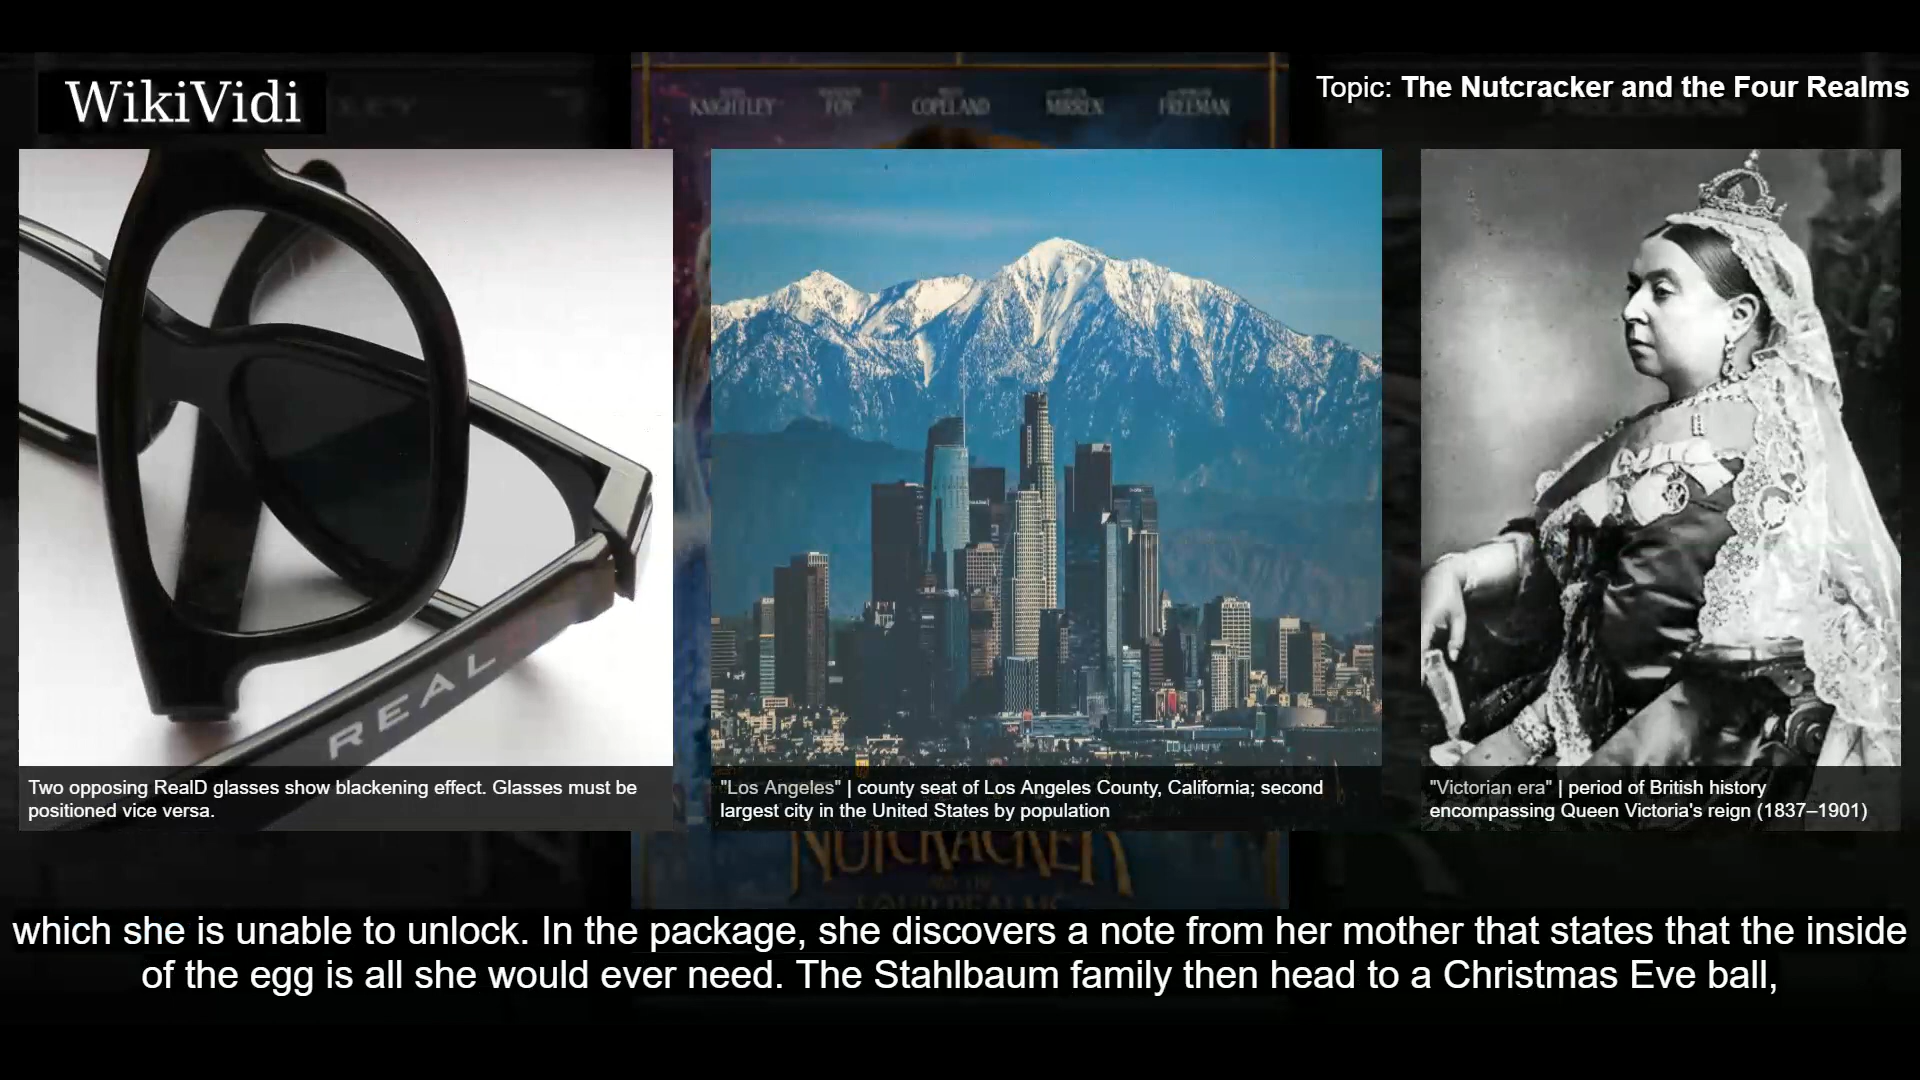 WikiVidi
Topic: The Nutcracker and the Four Realms
KNIGHTLEY FOY COPELAND MIRREN FREEMAN
REAL
Two opposing RealD glasses show blackening effect. Glasses must be
positioned vice versa.
"Los Angeles" | county seat of Los Angeles County, California; second
largest city in the United States by population
"Victorian era" | period of British history
encompassing Queen Victoria's reign (1837–1901)
NUTCRACKER
AND THE
FOUR REALMS
which she is unable to unlock. In the package, she discovers a note from her mother that states that the inside
of the egg is all she would ever need. The Stahlbaum family then head to a Christmas Eve ball,